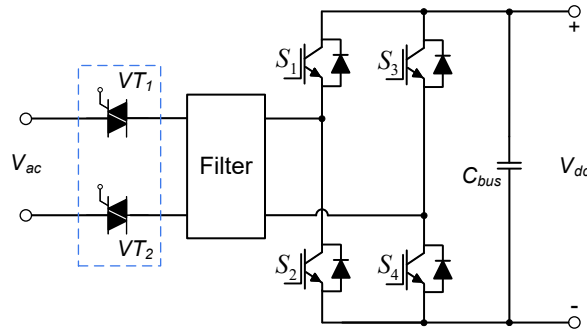 S1 S3
+
VT1
Vac
Filter
Cbus
Vdc
VT2
S2 S4
-